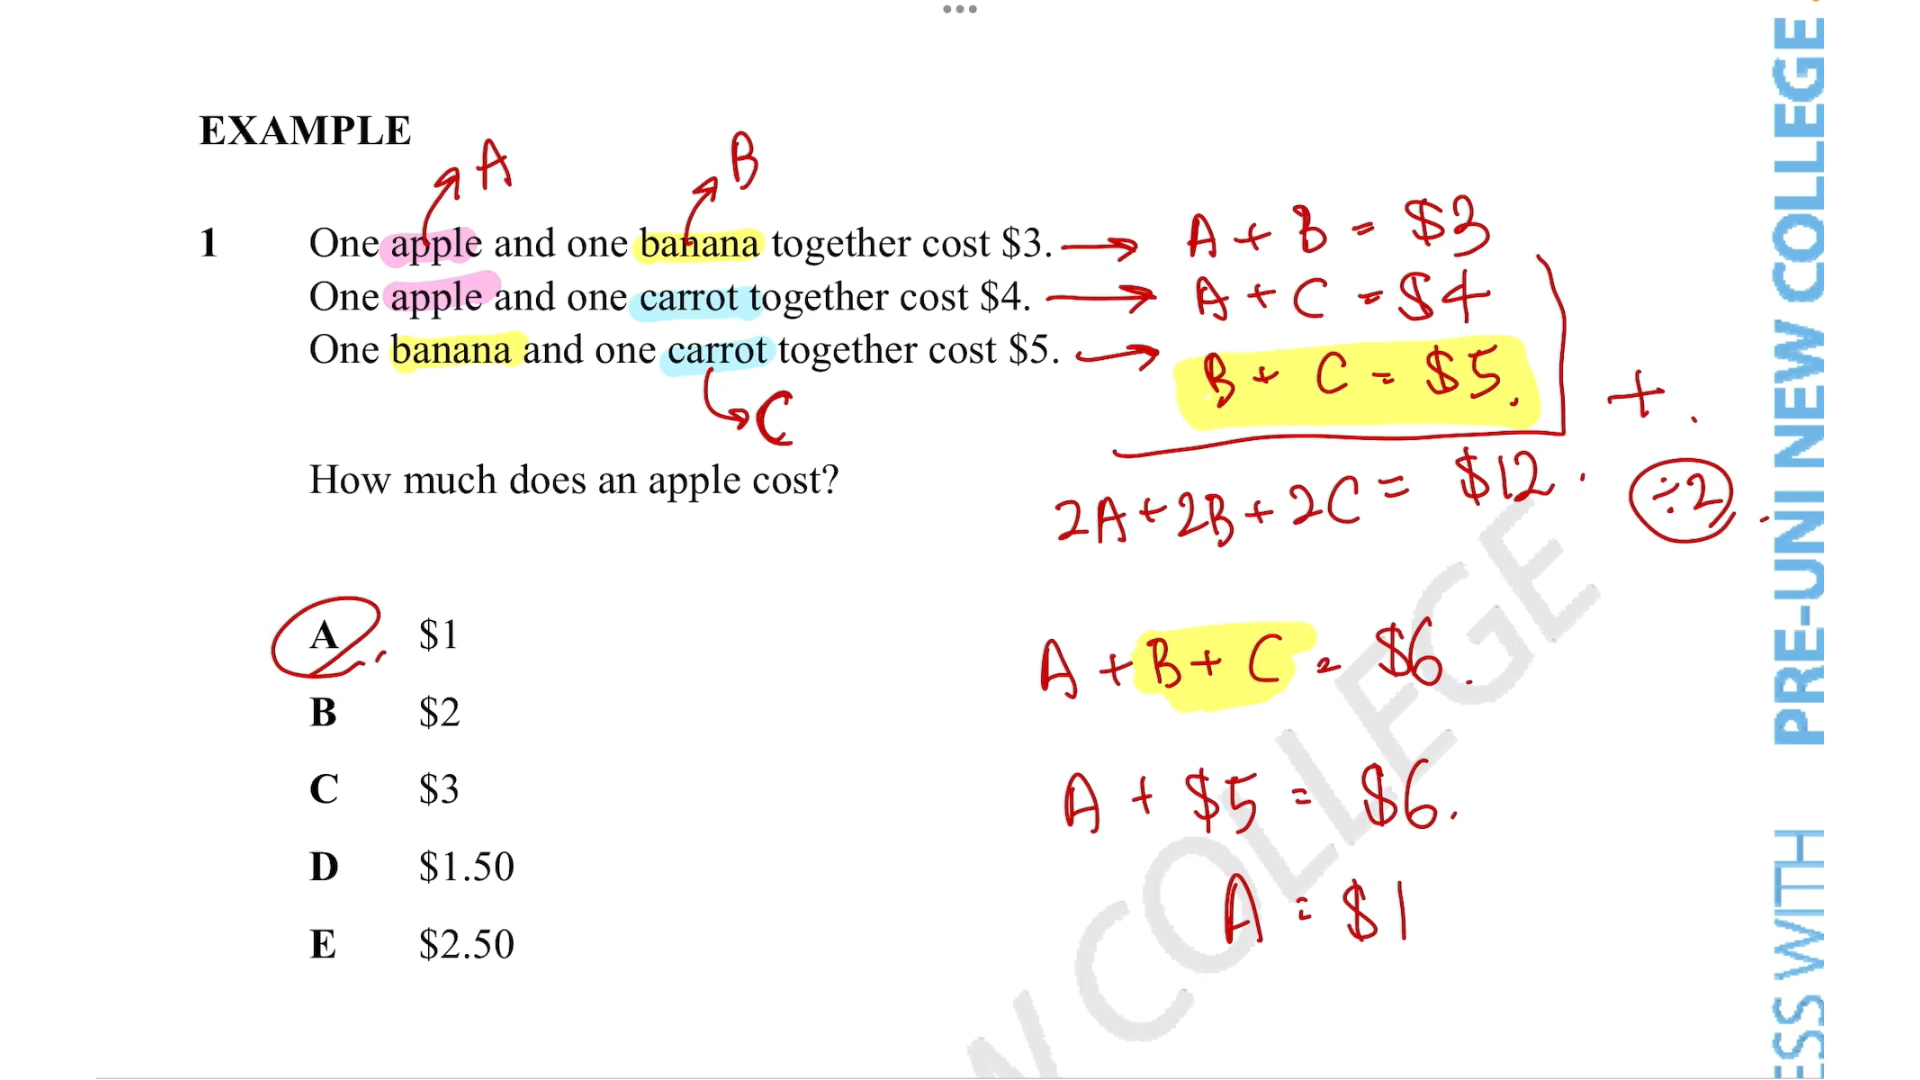 EXAMPLE
A
B
1 One apple and one banana together cost $3. → A + B = $3
One apple and one carrot together cost $4. → A + C = $4
One banana and one carrot together cost $5. → B + C = $5.
C
+
How much does an apple cost?
2A + 2B + 2C = $12. ÷2
A $1
B $2
C $3
D $1.50
E $2.50
A + B + C = $6.
A + $5 = $6.
A = $1
W COLLEGE
ESS WITH PRE-UNI NEW COLLEGE